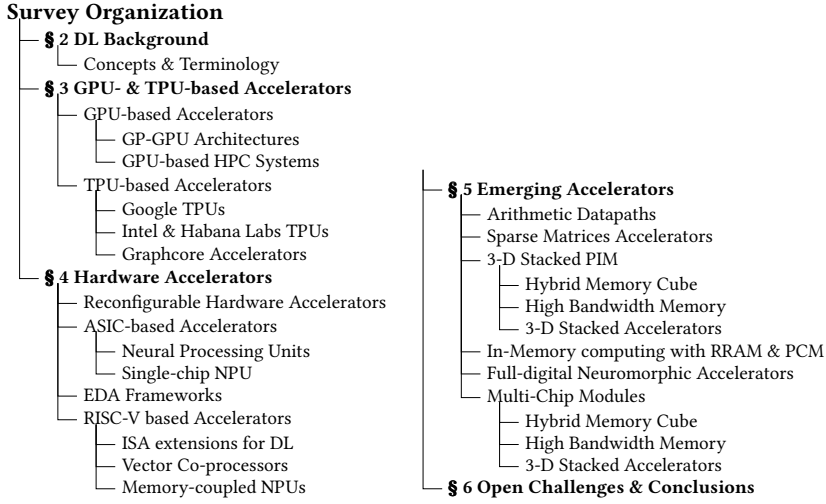 Survey Organization
§ 2 DL Background
Concepts & Terminology
§ 3 GPU- & TPU-based Accelerators
GPU-based Accelerators
GP-GPU Architectures
GPU-based HPC Systems
TPU-based Accelerators
Google TPUs
Intel & Habana Labs TPUs
Graphcore Accelerators
§ 4 Hardware Accelerators
Reconfigurable Hardware Accelerators
ASIC-based Accelerators
Neural Processing Units
Single-chip NPU
EDA Frameworks
RISC-V based Accelerators
ISA extensions for DL
Vector Co-processors
Memory-coupled NPUs
§ 5 Emerging Accelerators
Arithmetic Datapaths
Sparse Matrices Accelerators
3-D Stacked PIM
Hybrid Memory Cube
High Bandwidth Memory
3-D Stacked Accelerators
In-Memory computing with RRAM & PCM
Full-digital Neuromorphic Accelerators
Multi-Chip Modules
Hybrid Memory Cube
High Bandwidth Memory
3-D Stacked Accelerators
§ 6 Open Challenges & Conclusions